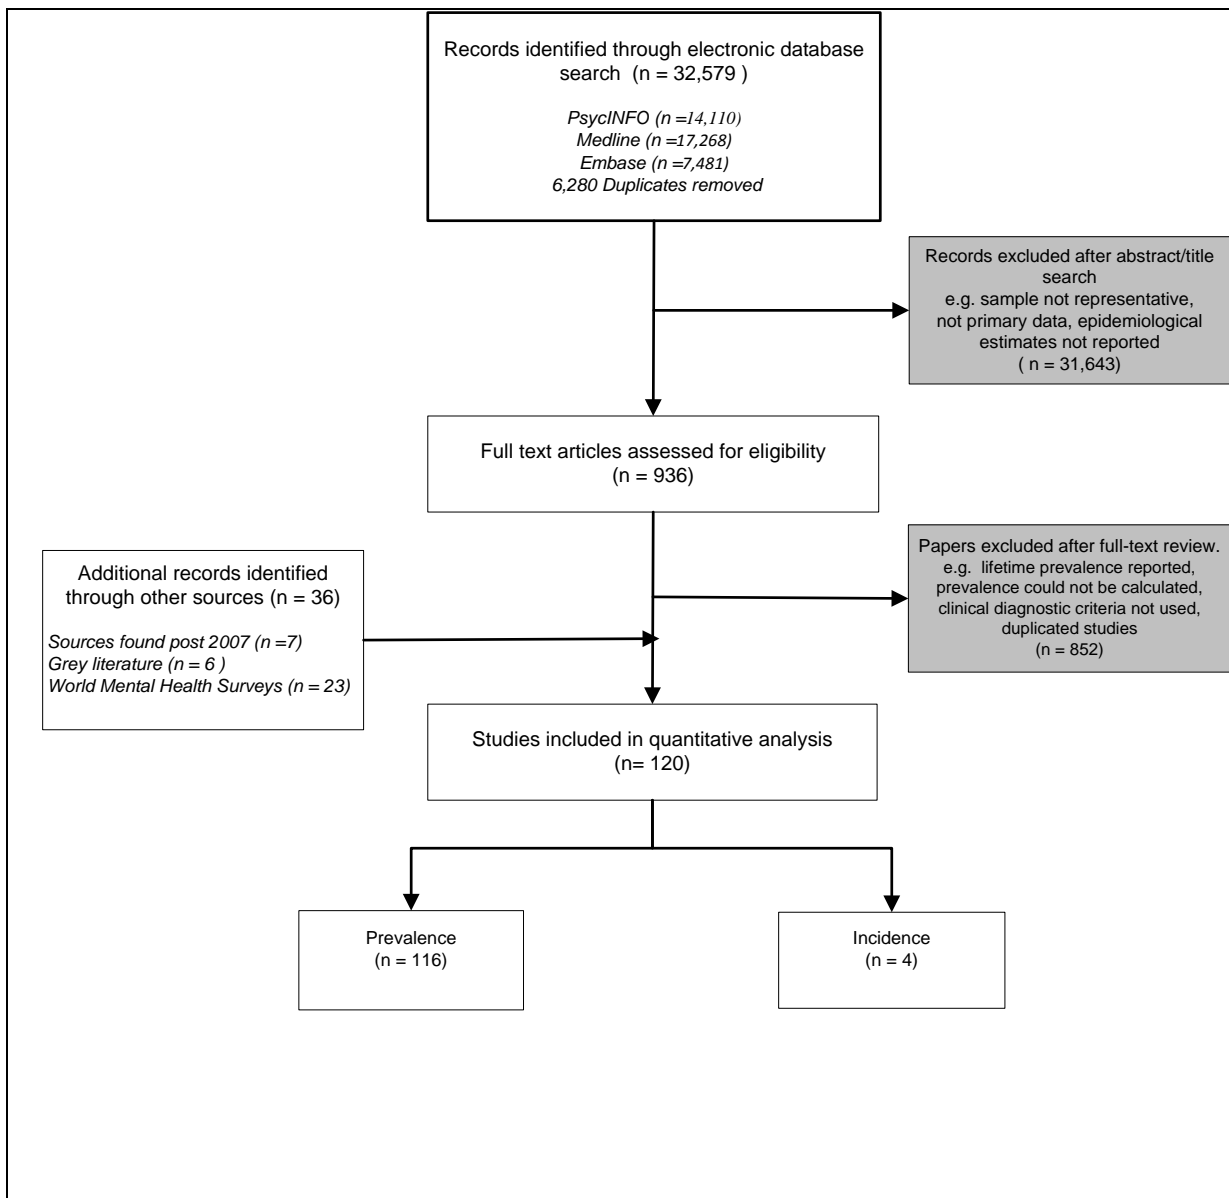 Records identified through electronic database
search  (n = 32,579 )
PsycINFO (n =14,110)
Medline (n =17,268)
Embase (n =7,481)
6,280 Duplicates removed
Records excluded after abstract/title
search
e.g. sample not representative,
not primary data, epidemiological
estimates not reported
( n = 31,643)
Full text articles assessed for eligibility
(n = 936)
Papers excluded after full-text review.
e.g.  lifetime prevalence reported,
prevalence could not be calculated,
clinical diagnostic criteria not used,
duplicated studies
(n = 852)
Additional records identified
through other sources (n = 36)
Sources found post 2007 (n =7)
Grey literature (n = 6 )
World Mental Health Surveys (n = 23)
Studies included in quantitative analysis
(n= 120)
Prevalence
(n = 116)
Incidence
(n = 4)